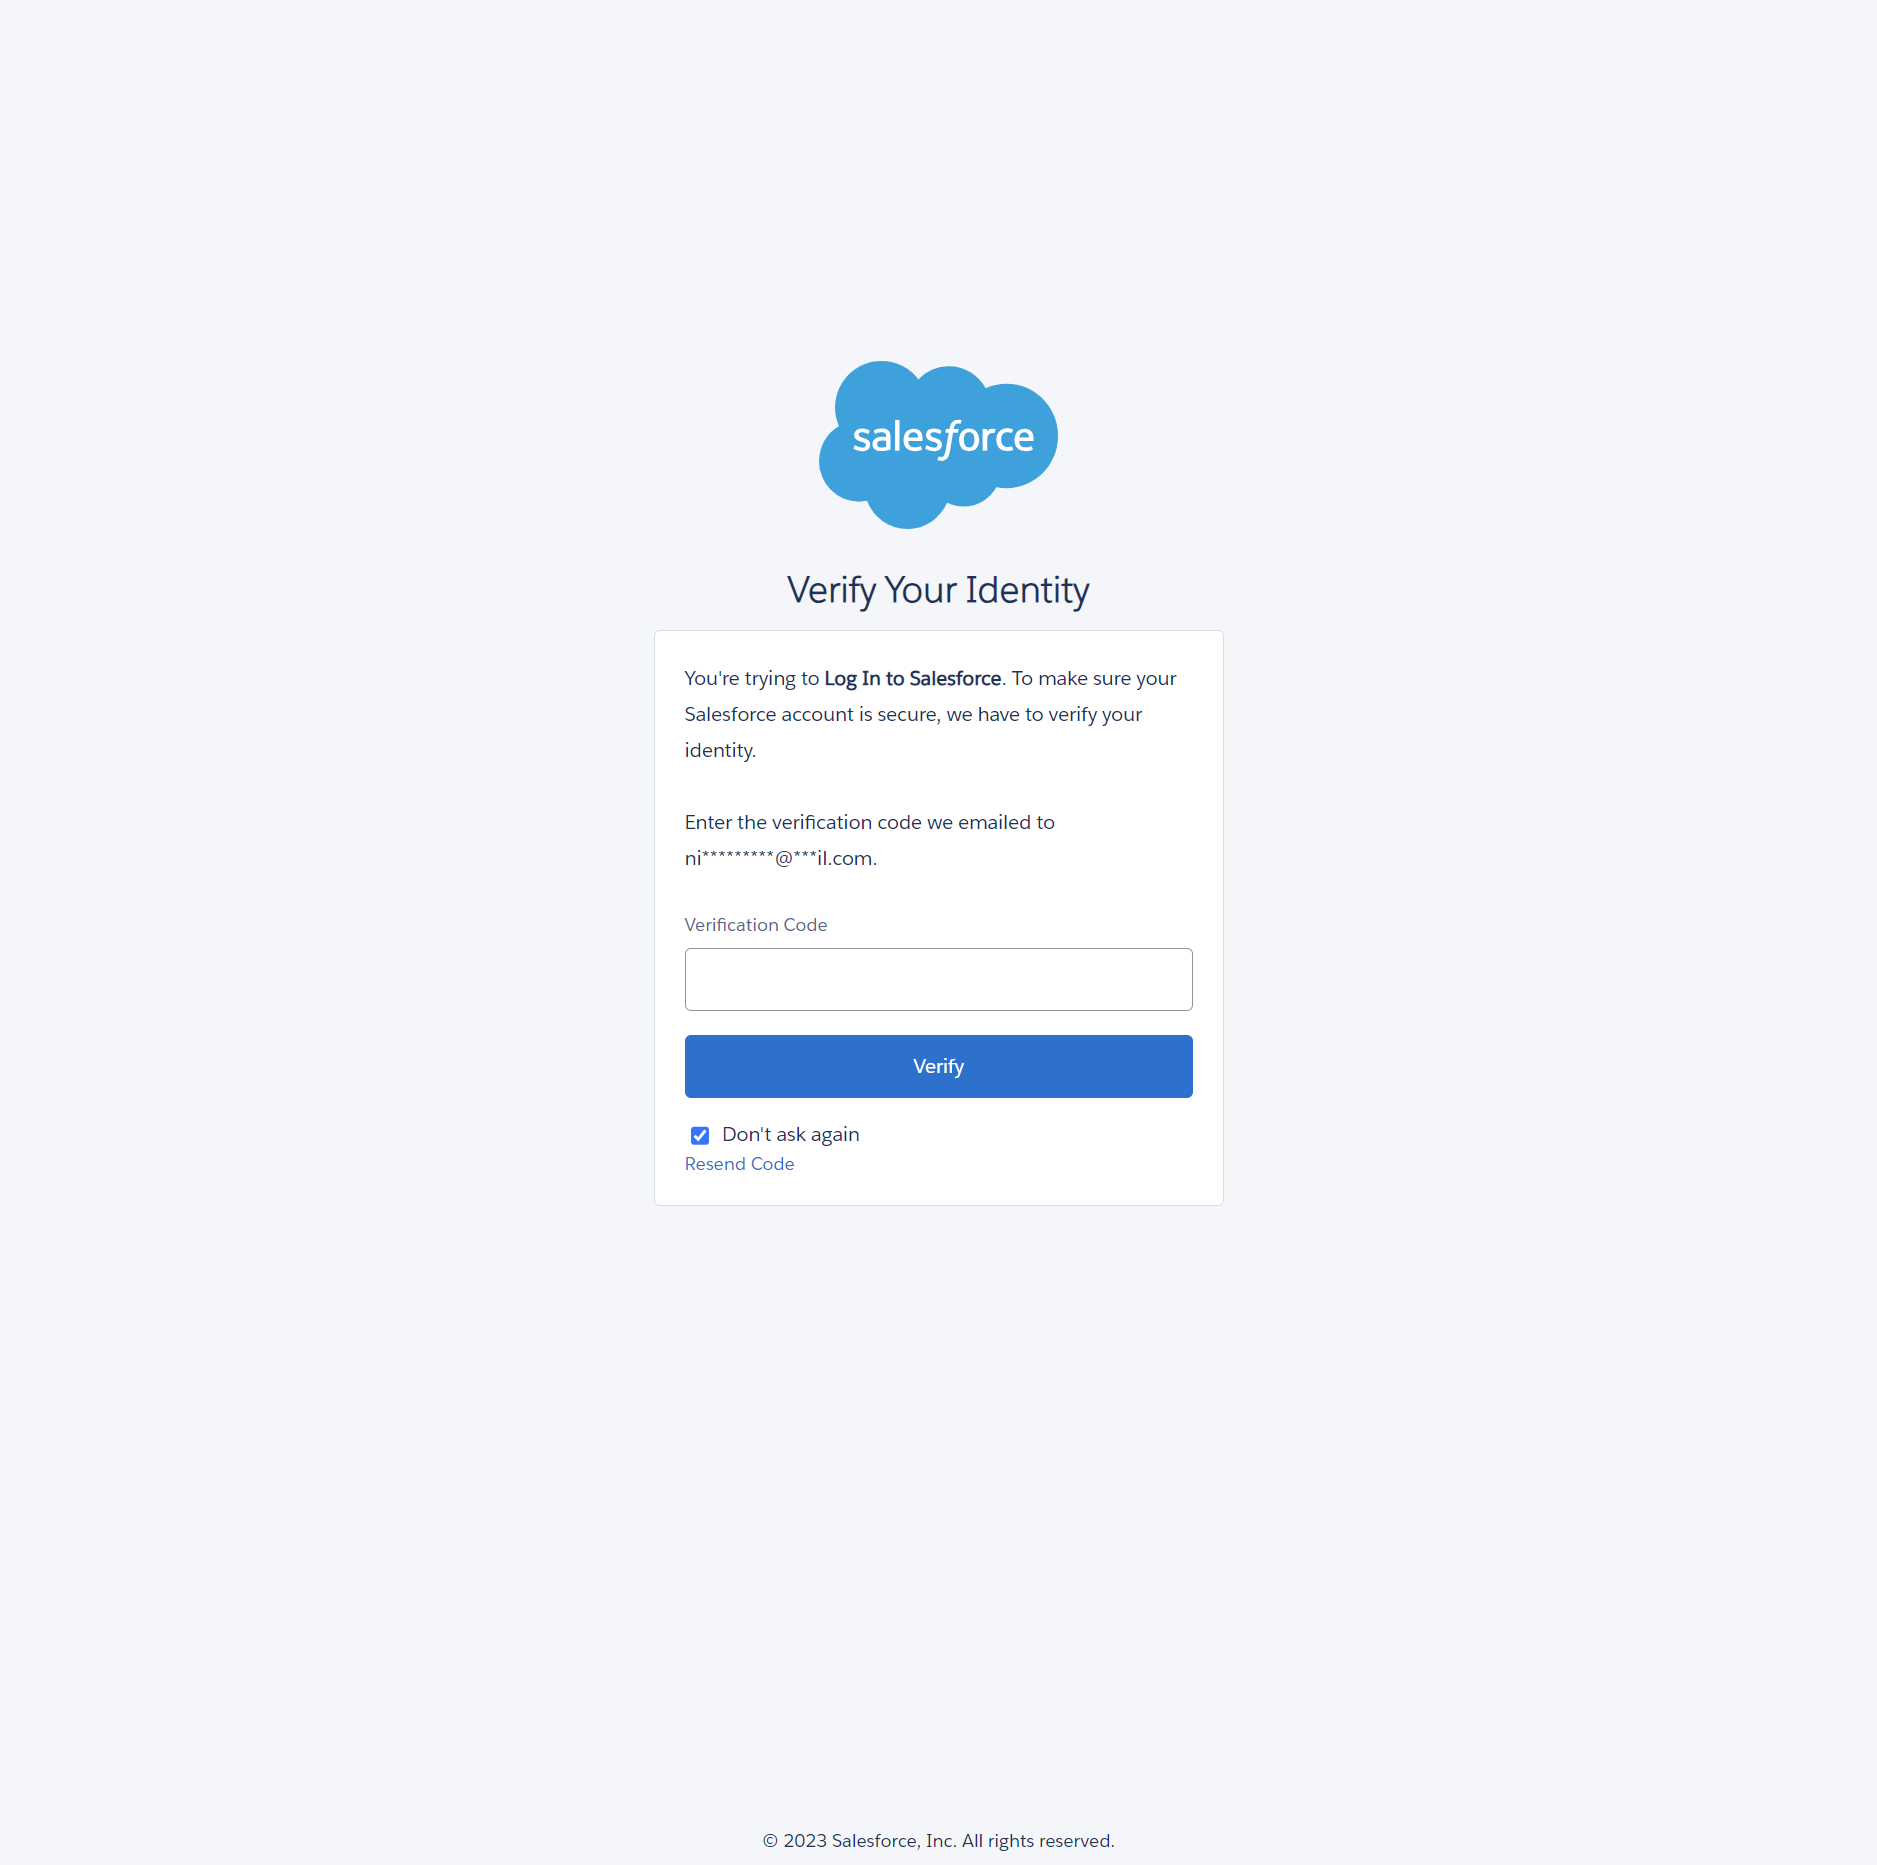 salesforce
Verify Your Identity
You're trying to Log In to Salesforce. To make sure your
Salesforce account is secure, we have to verify your
identity.
Enter the verification code we emailed to
ni*********@***il.com.
Verification Code
Verify
Don't ask again
Resend Code
© 2023 Salesforce, Inc. All rights reserved.